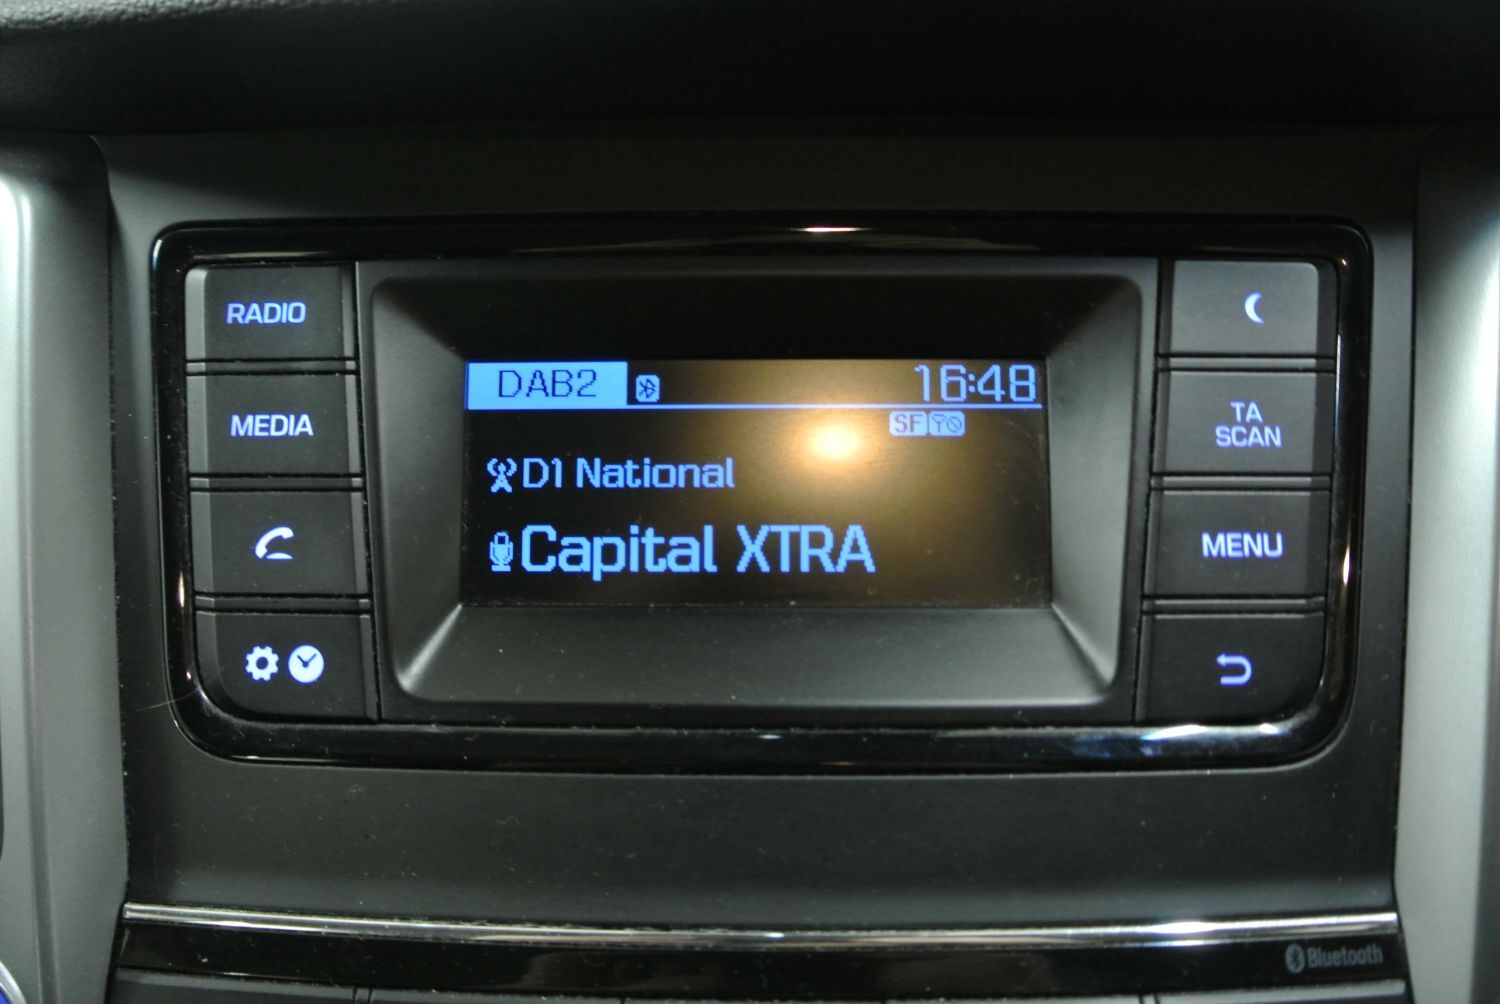 RADIO
MEDIA
DAB2 16:48
SF
D1 National
Capital XTRA
TA
SCAN
MENU
Bluetooth